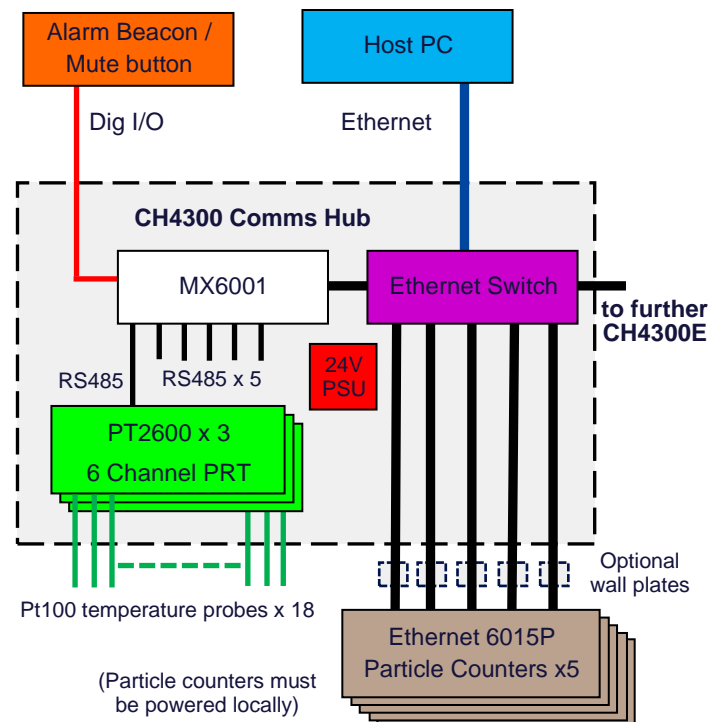 Alarm Beacon /
Mute button
Host PC
Dig I/O
Ethernet
CH4300 Comms Hub
MX6001
Ethernet Switch
to further
CH4300E
RS485
RS485 x 5
24V
PSU
PT2600 x 3
6 Channel PRT
Optional
wall plates
Pt100 temperature probes x 18
Ethernet 6015P
Particle Counters x5
(Particle counters must
be powered locally)